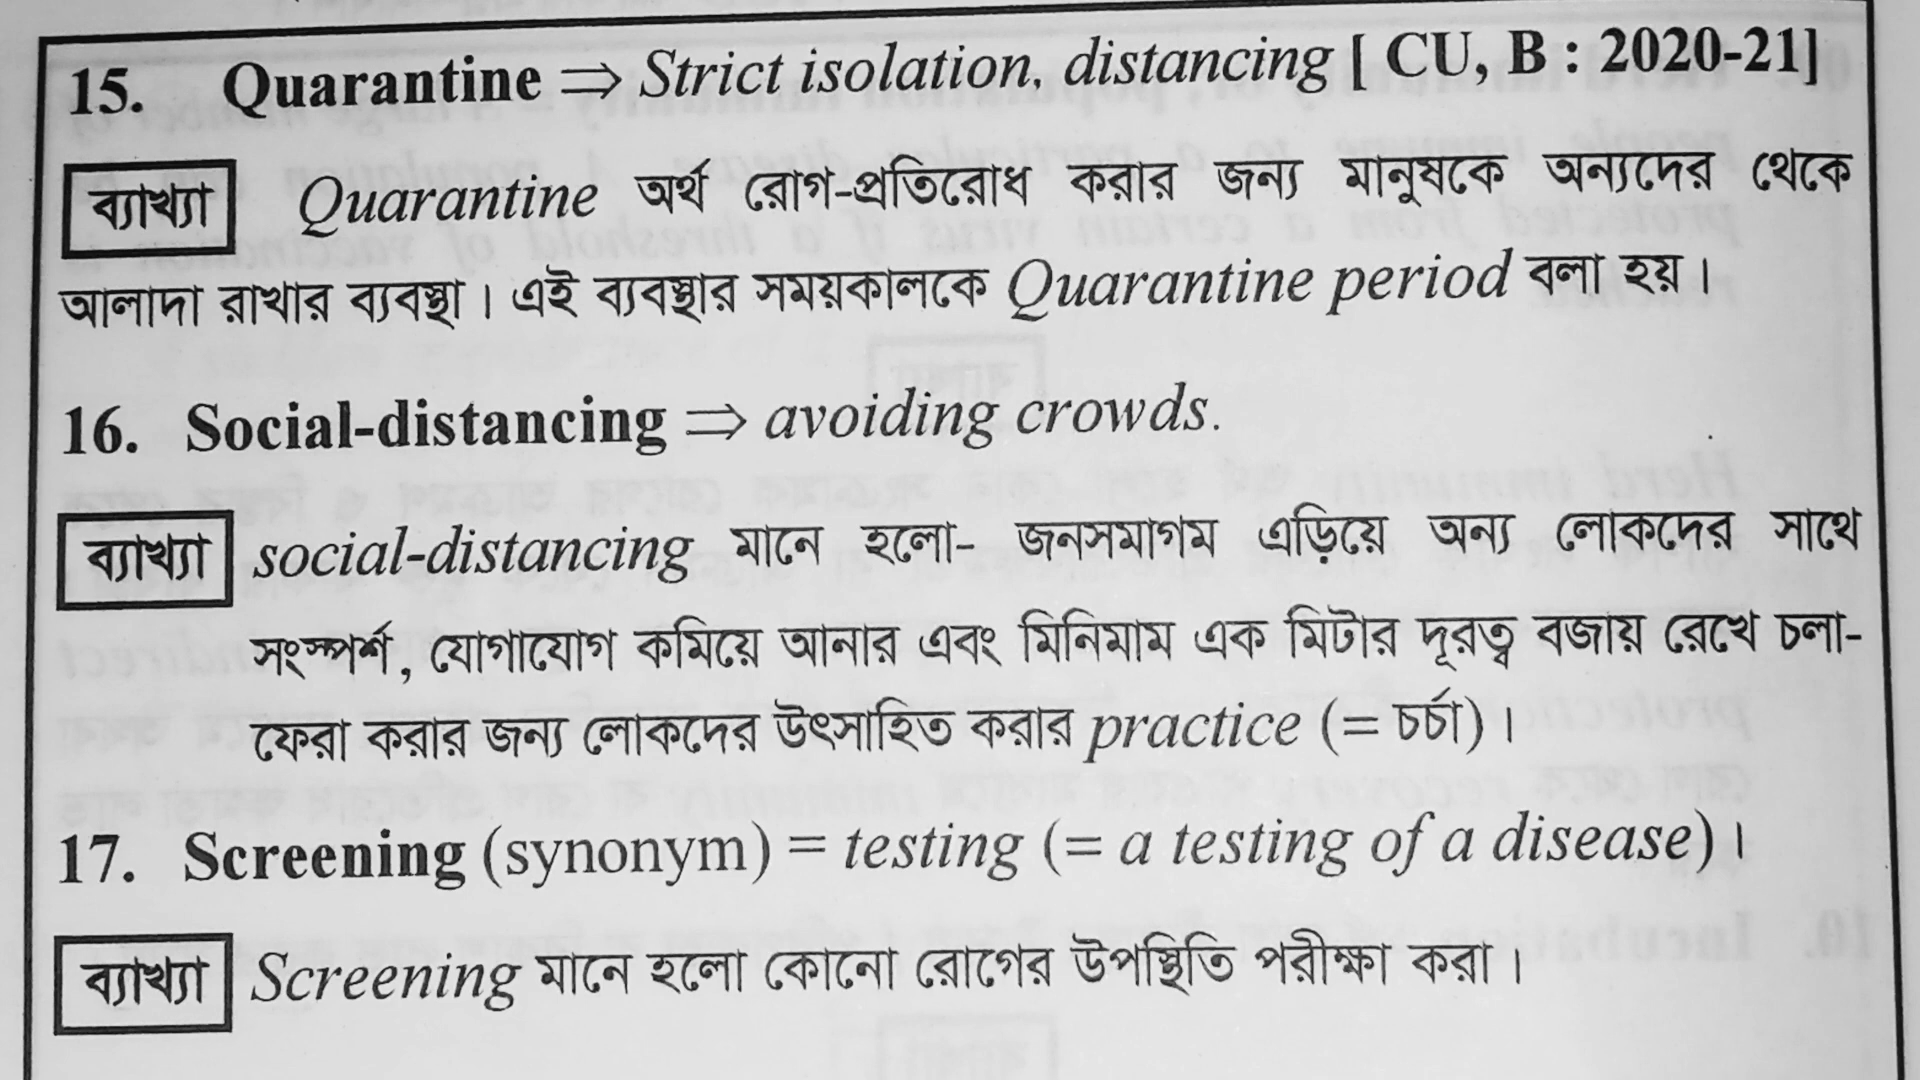 15. Quarantine ⇒ Strict isolation, distancing [ CU, B : 2020-21]
ব্যাখ্যা Quarantine অর্থ রোগ-প্রতিরোধ করার জন্য মানুষকে অন্যদের থেকে
আলাদা রাখার ব্যবস্থা। এই ব্যবস্থার সময়কালকে Quarantine period বলা হয়।
16. Social-distancing ⇒ avoiding crowds.
ব্যাখ্যা social-distancing মানে হলো- জনসমাগম এড়িয়ে অন্য লোকদের সাথে
সংস্পর্শ, যোগাযোগ কমিয়ে আনার এবং মিনিমাম এক মিটার দূরত্ব বজায় রেখে চলা-
ফেরা করার জন্য লোকদের উৎসাহিত করার practice (= চর্চা)।
17. Screening (synonym) = testing (= a testing of a disease)।
ব্যাখ্যা Screening মানে হলো কোনো রোগের উপস্থিতি পরীক্ষা করা।